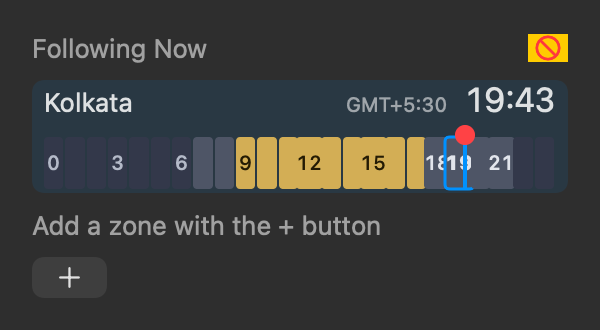 Following Now
Kolkata GMT+5:30 19:43
0 3 6 9 12 15 18 19 21
Add a zone with the + button
+